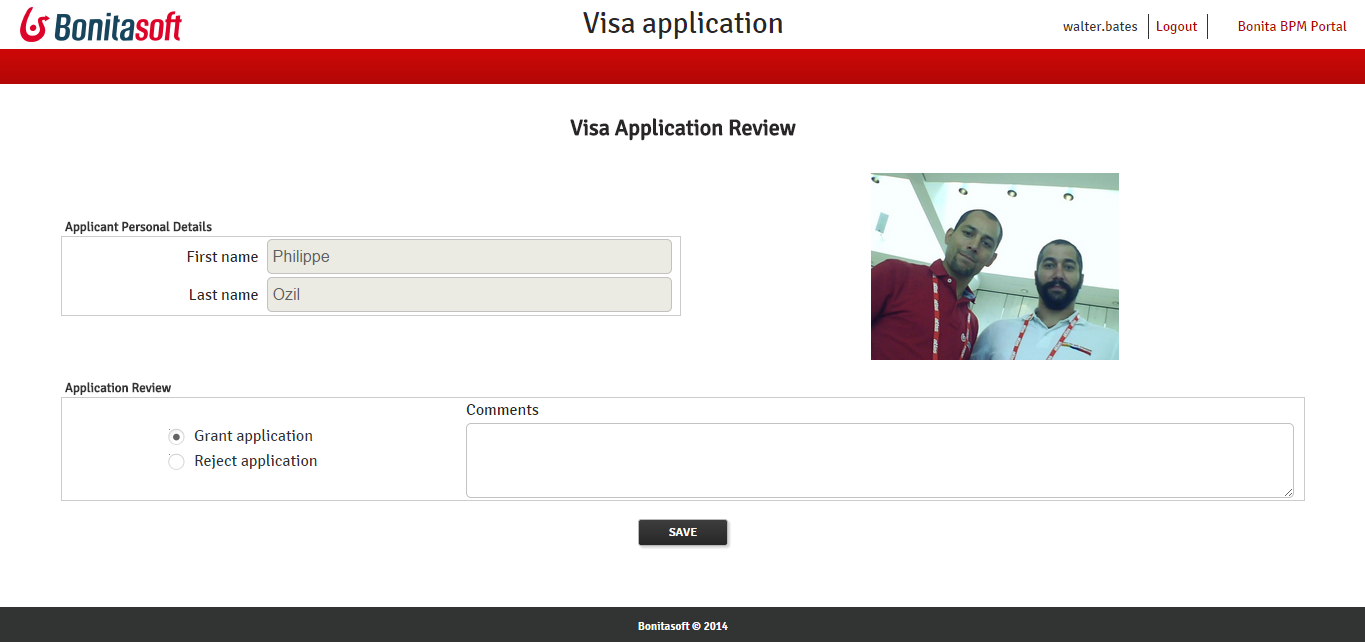 Bonitasoft
Visa application
walter.bates
Logout
Bonita BPM Portal
Visa Application Review
Applicant Personal Details
First name
Philippe
Last name
Ozil
Application Review
Comments
Grant application
Reject application
SAVE
Bonitasoft © 2014